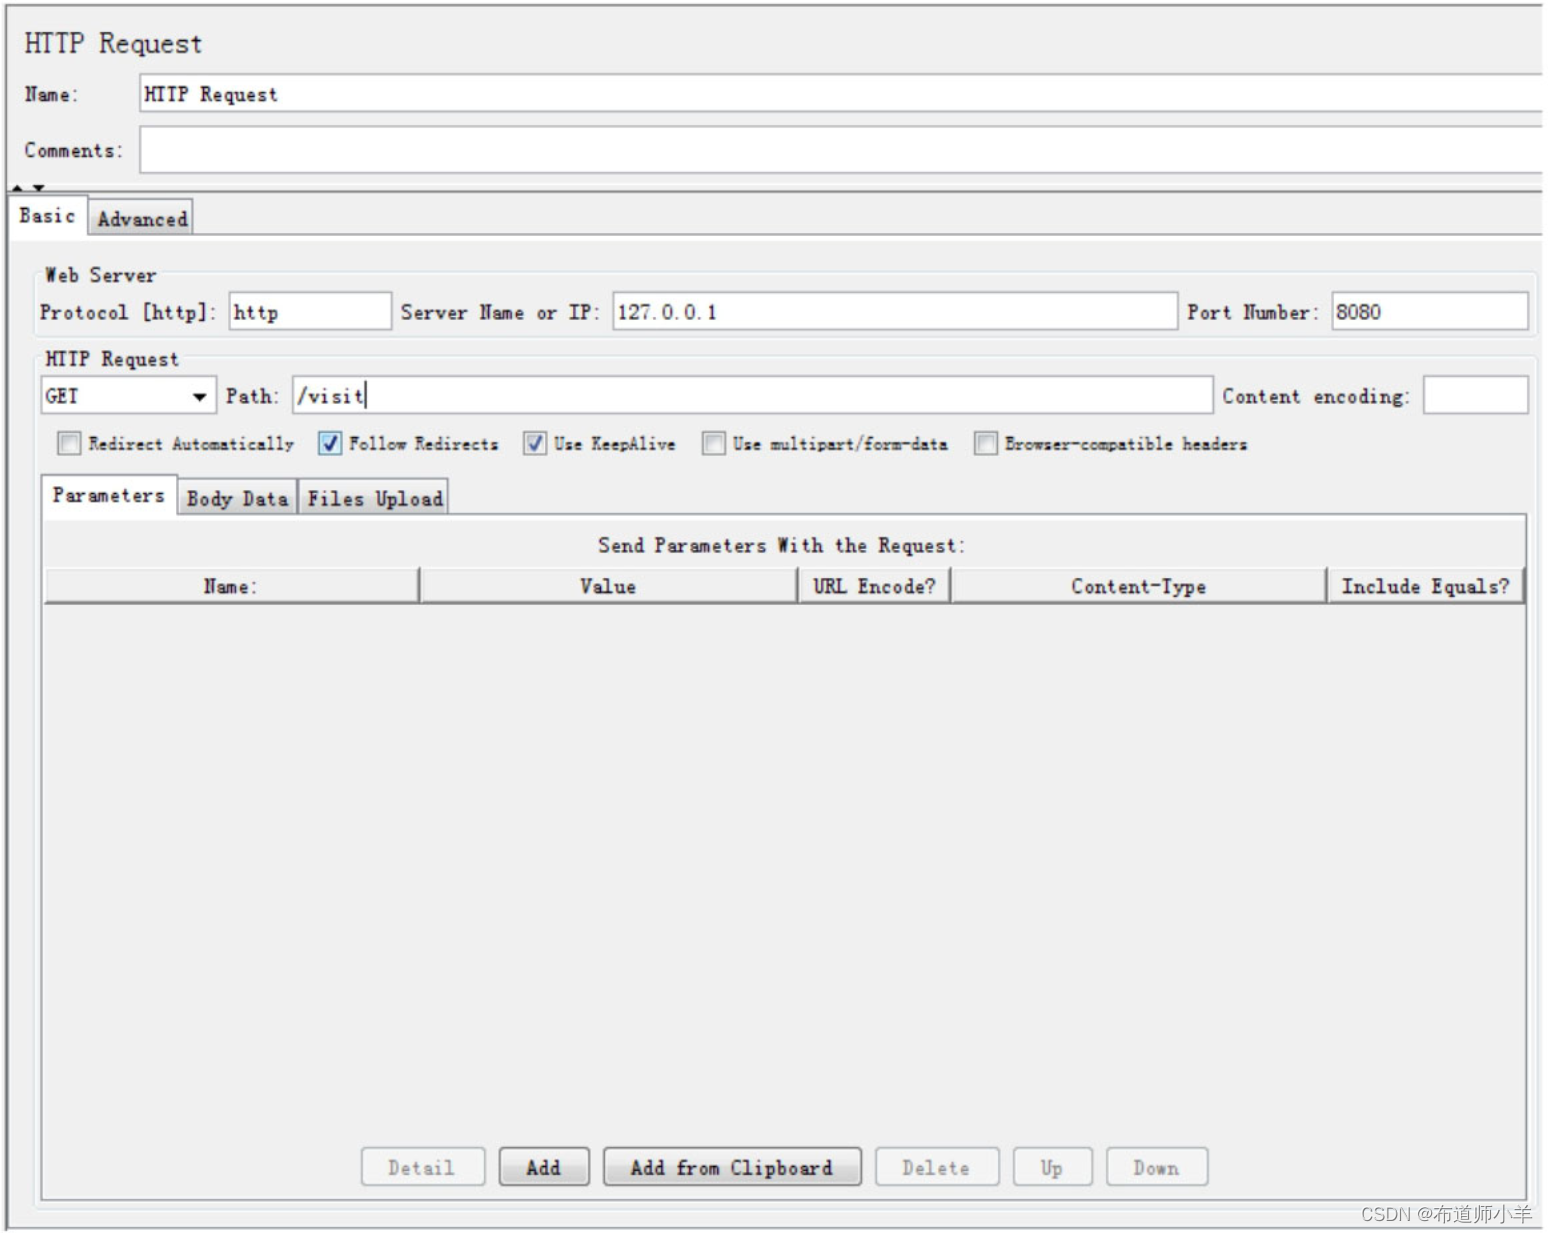 HTTP Request
Name: HTTP Request
Comments:
Basic Advanced
Web Server
Protocol [http]: http Server Name or IP: 127.0.0.1 Port Number: 8080
HTTP Request
GET Path: /visit Content encoding:
Redirect Automatically Follow Redirects Use KeepAlive Use multipart/form-data Browser-compatible headers
Parameters Body Data Files Upload
Send Parameters With the Request:
Name: Value URL Encode? Content-Type Include Equals?
Detail Add Add from Clipboard Delete Up Down
CSDN @布道师小羊